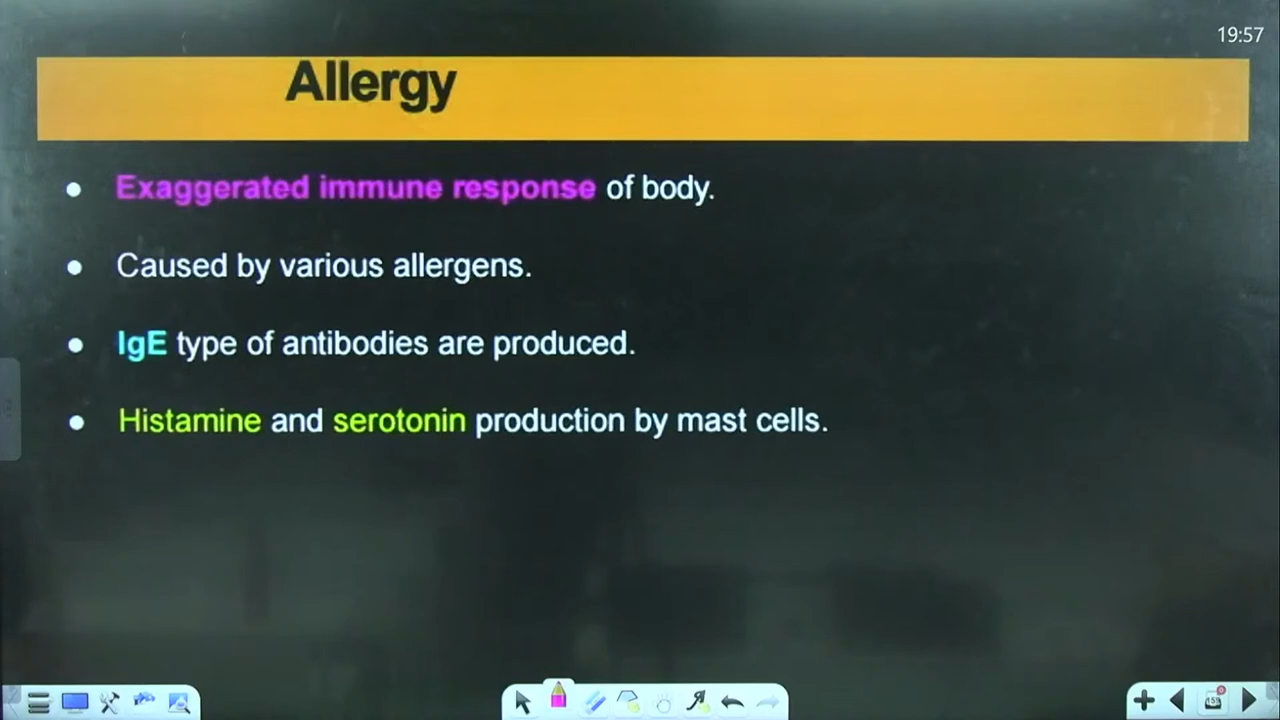 19:57
Allergy
● Exaggerated immune response of body.
● Caused by various allergens.
● IgE type of antibodies are produced.
● Histamine and serotonin production by mast cells.